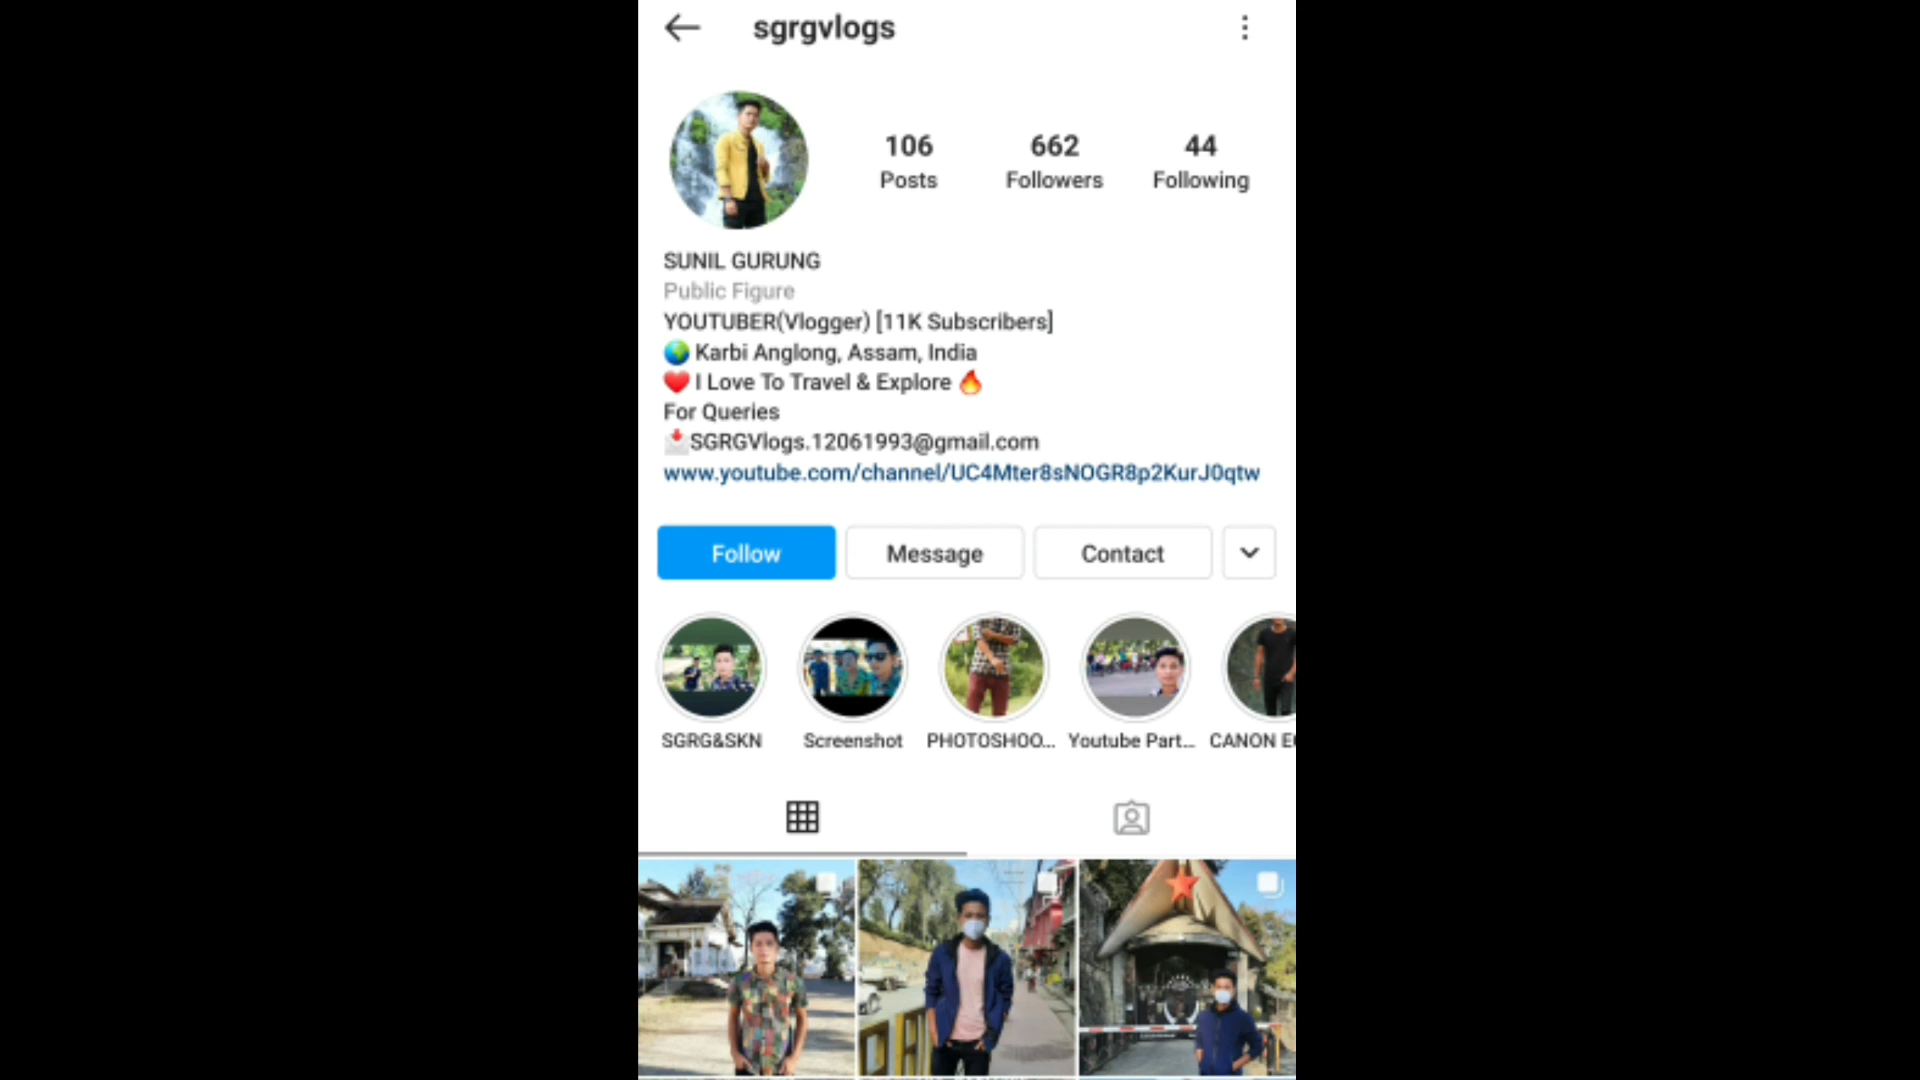 sgrgvlogs
106 662 44
Posts Followers Following
SUNIL GURUNG
Public Figure
YOUTUBER(Vlogger) [11K Subscribers]
🌍 Karbi Anglong, Assam, India
❤️ I Love To Travel & Explore 🔥
For Queries
📩SGRGVlogs.12061993@gmail.com
www.youtube.com/channel/UC4Mter8sNOGR8p2KurJ0qtw
Follow Message Contact
SGRG&SKN Screenshot PHOTOSHOO... Youtube Part... CANON E